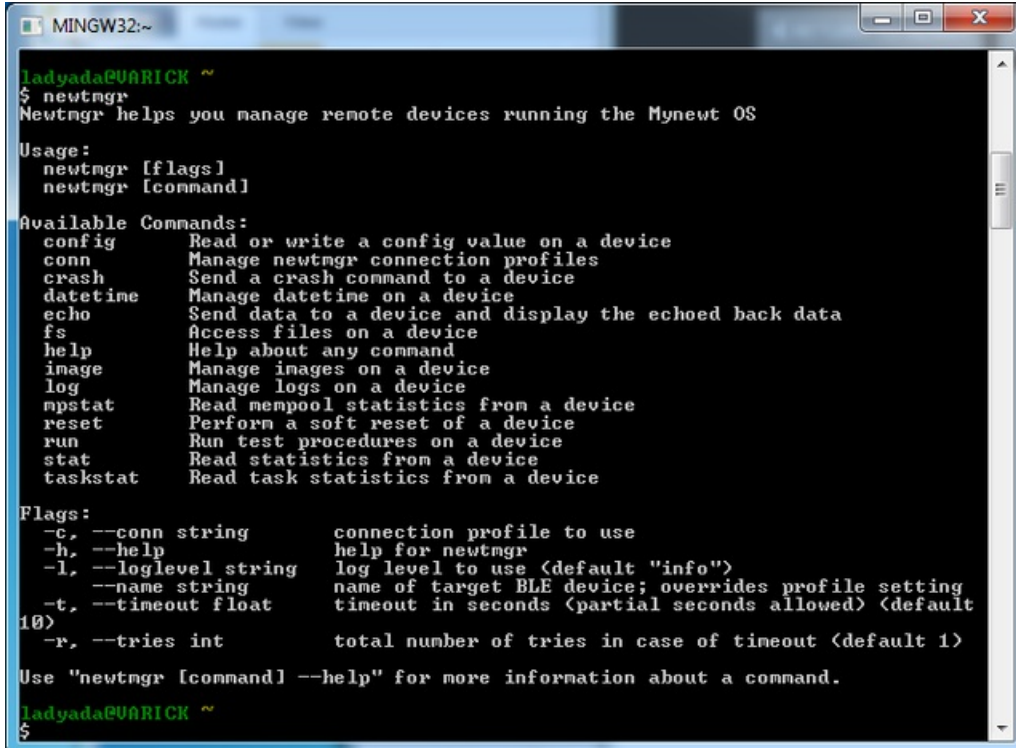 MINGW32:~
ladyada@VARICK ~
$ newtmgr
Newtmgr helps you manage remote devices running the Mynewt OS
Usage:
  newtmgr [flags]
  newtmgr [command]
Available Commands:
  config      Read or write a config value on a device
  conn        Manage newtmgr connection profiles
  crash       Send a crash command to a device
  datetime    Manage datetime on a device
  echo        Send data to a device and display the echoed back data
  fs          Access files on a device
  help        Help about any command
  image       Manage images on a device
  log         Manage logs on a device
  mpstat      Read mempool statistics from a device
  reset       Perform a soft reset of a device
  run         Run test procedures on a device
  stat        Read statistics from a device
  taskstat    Read task statistics from a device
Flags:
  -c, --conn string       connection profile to use
  -h, --help              help for newtmgr
  -l, --loglevel string   log level to use (default "info")
      --name string       name of target BLE device; overrides profile setting
  -t, --timeout float     timeout in seconds (partial seconds allowed) (default
10)
  -r, --tries int         total number of tries in case of timeout (default 1)
Use "newtmgr [command] --help" for more information about a command.
ladyada@VARICK ~
$